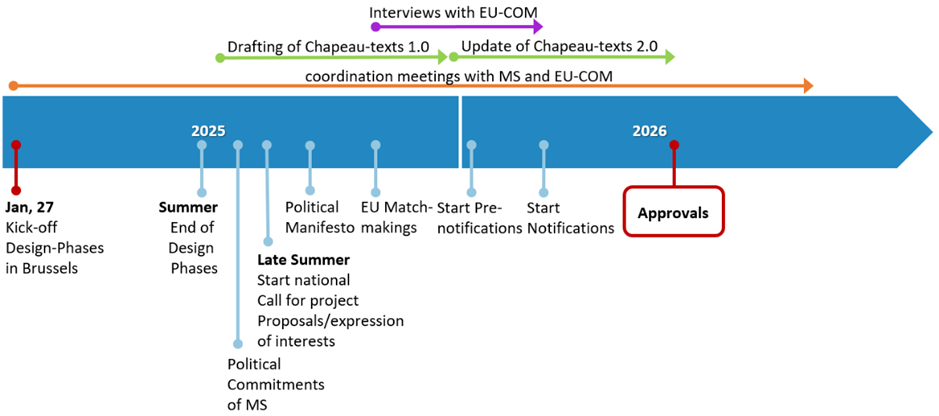 Interviews with EU-COM
Drafting of Chapeau-texts 1.0
Update of Chapeau-texts 2.0
coordination meetings with MS and EU-COM
2025
2026
Jan, 27
Kick-off
Design-Phases
in Brussels
Summer
End of
Design
Phases
Political
Commitments
of MS
Late Summer
Start national
Call for project
Proposals/expression
of interests
Political
Manifesto
EU Match-
makings
Start Pre-
notifications
Start
Notifications
Approvals